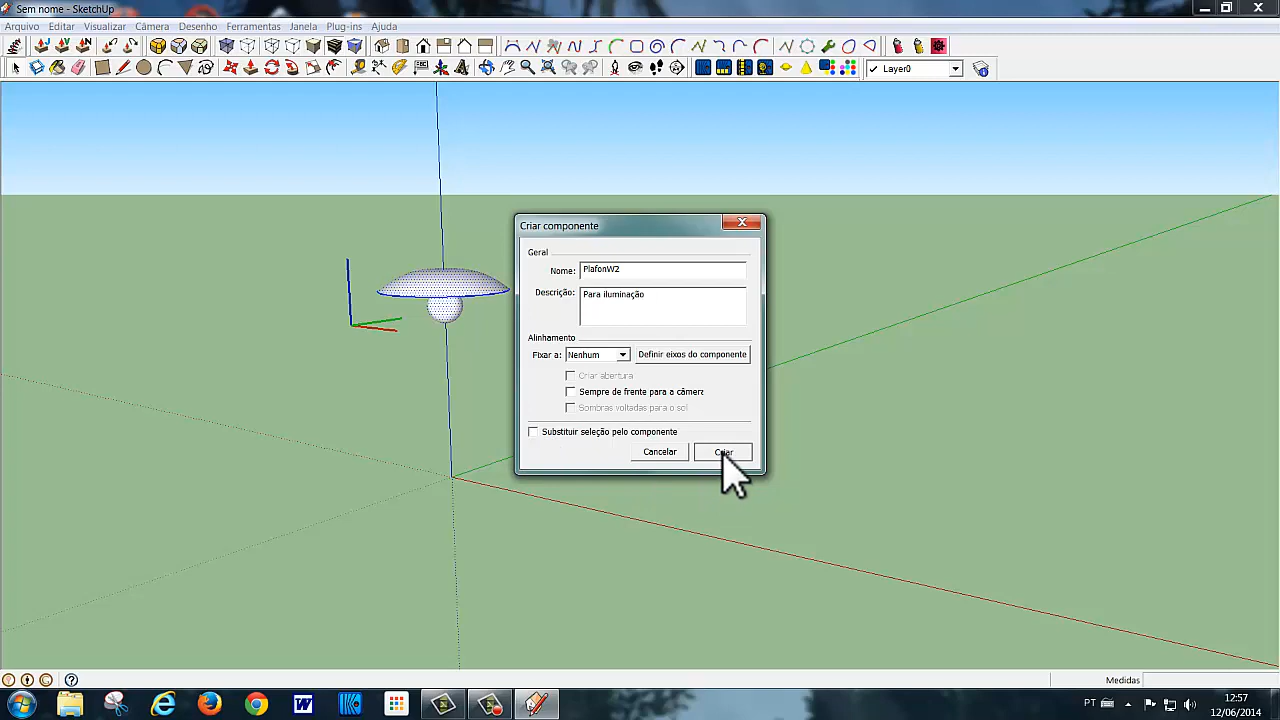 Sem nome - SketchUp
Arquivo Editar Visualizar Câmera Desenho Ferramentas Janela Plug-ins Ajuda
Layer0
Criar componente
Geral
Nome: PlafonW2
Descrição: Para iluminação
Alinhamento
Fixar a: Nenhum Definir eixos do componente
Criar abertura
Sempre de frente para a câmera
Sombras voltadas para o sol
Substituir seleção pelo componente
Cancelar Criar
Medidas
PT 12:57
12/06/2014